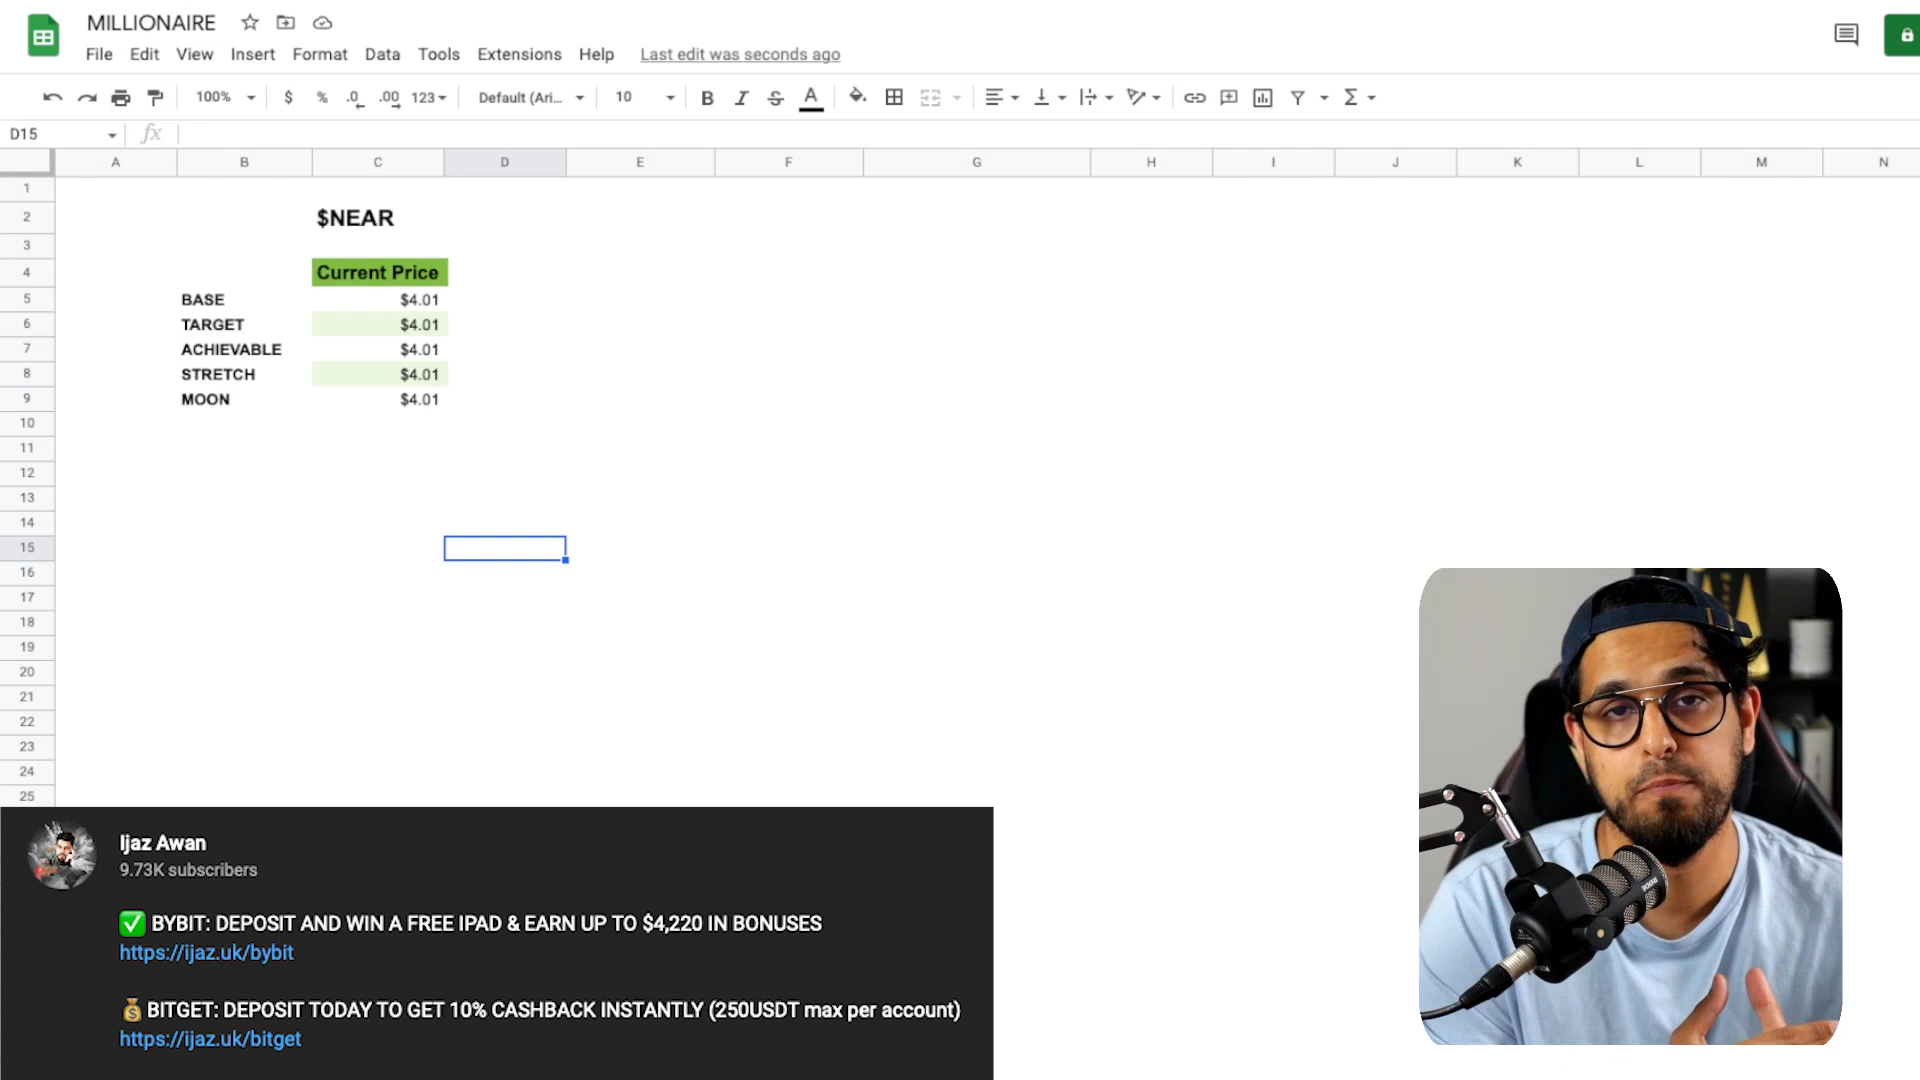 MILLIONAIRE
File Edit View Insert Format Data Tools Extensions Help Last edit was seconds ago
100% $ % .0 .00 123 Default (Ari... 10 B I S A
D15 fx
A B C D E F G H I J K L M N
1
2 $NEAR
3
4 Current Price
5 BASE $4.01
6 TARGET $4.01
7 ACHIEVABLE $4.01
8 STRETCH $4.01
9 MOON $4.01
10
11
12
13
14
15
16
17
18
19
20
21
22
23
24
25
Ijaz Awan
9.73K subscribers
✅ BYBIT: DEPOSIT AND WIN A FREE IPAD & EARN UP TO $4,220 IN BONUSES
https://ijaz.uk/bybit
💰 BITGET: DEPOSIT TODAY TO GET 10% CASHBACK INSTANTLY (250USDT max per account)
https://ijaz.uk/bitget
RØDE